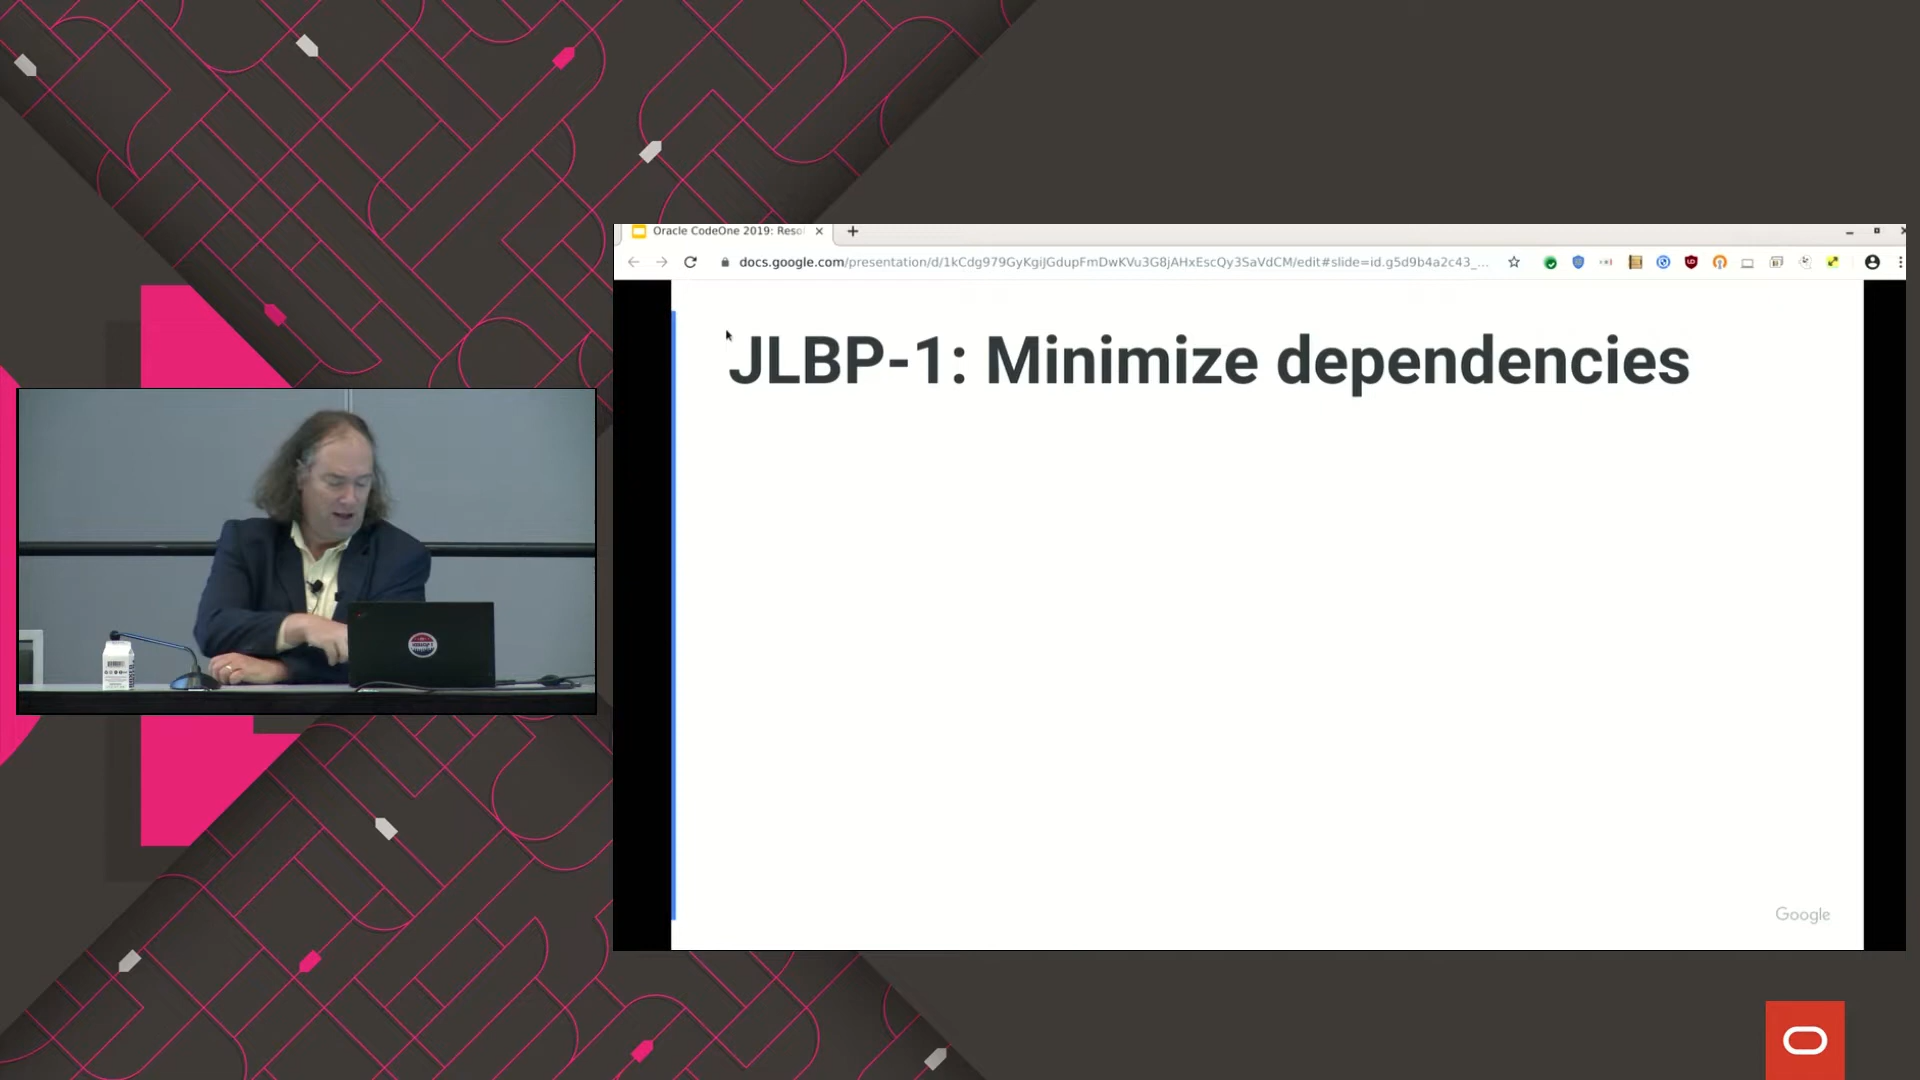 Oracle CodeOne 2019: Reso
docs.google.com/presentation/d/1kCdg979GyKgiJGdupFmDwKVu3G8jAHxEscQy3SaVdCM/edit#slide=id.g5d9b4a2c43_...
JLBP-1: Minimize dependencies
Google